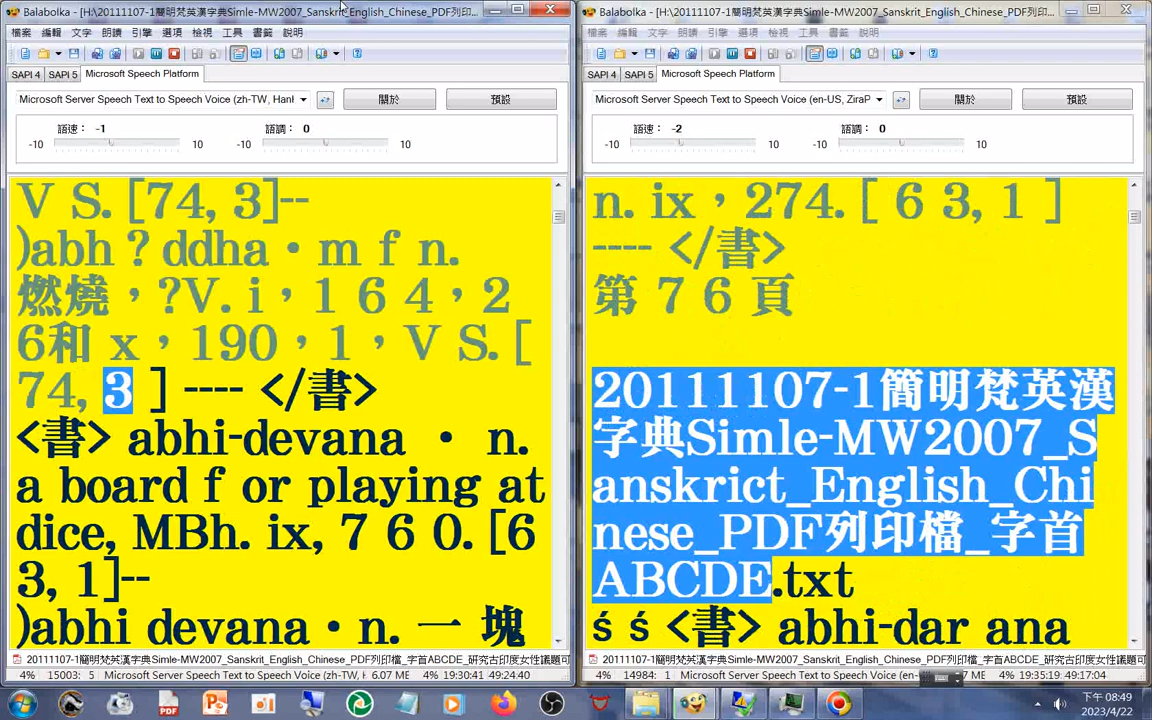 Balabolka - [H:\20111107-1簡明梵英漢字典Simle-MW2007_Sanskrit_English_Chinese_PDF列印...
檔案 編輯 文字 朗讀 引擎 選項 檢視 工具 書籤 說明
SAPI 4 SAPI 5 Microsoft Speech Platform
Microsoft Server Speech Text to Speech Voice (zh-TW, Hanl
關於 預設
語速： -1 語調： 0
-10 10 -10 10
V S. [74, 3]--
)abh ? ddha・m f n.
燃燒，?V. i，1 6 4，2
6和 x，190，1，V S. [
74, 3 ] ---- </書>
<書> abhi-devana ・ n.
a board f or playing at
dice, MBh. ix, 7 6 0. [6
3, 1]--
)abhi devana・n. 一 塊
20111107-1簡明梵英漢字典Simle-MW2007_Sanskrit_English_Chinese_PDF列印檔_字首ABCDE_研究古印度女性議題可
4% 15003: 5 Microsoft Server Speech Text to Speech Voice (zh-TW, H 6.07 ME 4% 19:30:41 49:24.40
Balabolka - [H:\20111107-1簡明梵英漢字典Simle-MW2007_Sanskrit_English_Chinese_PDF列印...
檔案 編輯 文字 朗讀 引擎 選項 檢視 工具 書籤 說明
SAPI 4 SAPI 5 Microsoft Speech Platform
Microsoft Server Speech Text to Speech Voice (en-US, ZiraP
關於 預設
語速： -2 語調： 0
-10 10 -10 10
n. ix，274. [ 6 3, 1 ]
---- </書>
第 7 6 頁
20111107-1簡明梵英漢
字典Simle-MW2007_S
anskrict_English_Chi
nese_PDF列印檔_字首
ABCDE.txt
ś ś <書> abhi-dar ana
20111107-1簡明梵英漢字典Simle-MW2007_Sanskrit_English_Chinese_PDF列印檔_字首ABCDE_研究古印度女性議題可
4% 14984: 1 Microsoft Server Speech Text to Speech Voice 4% 19:35:19 49:17.04
下午 08:49
2023/4/22